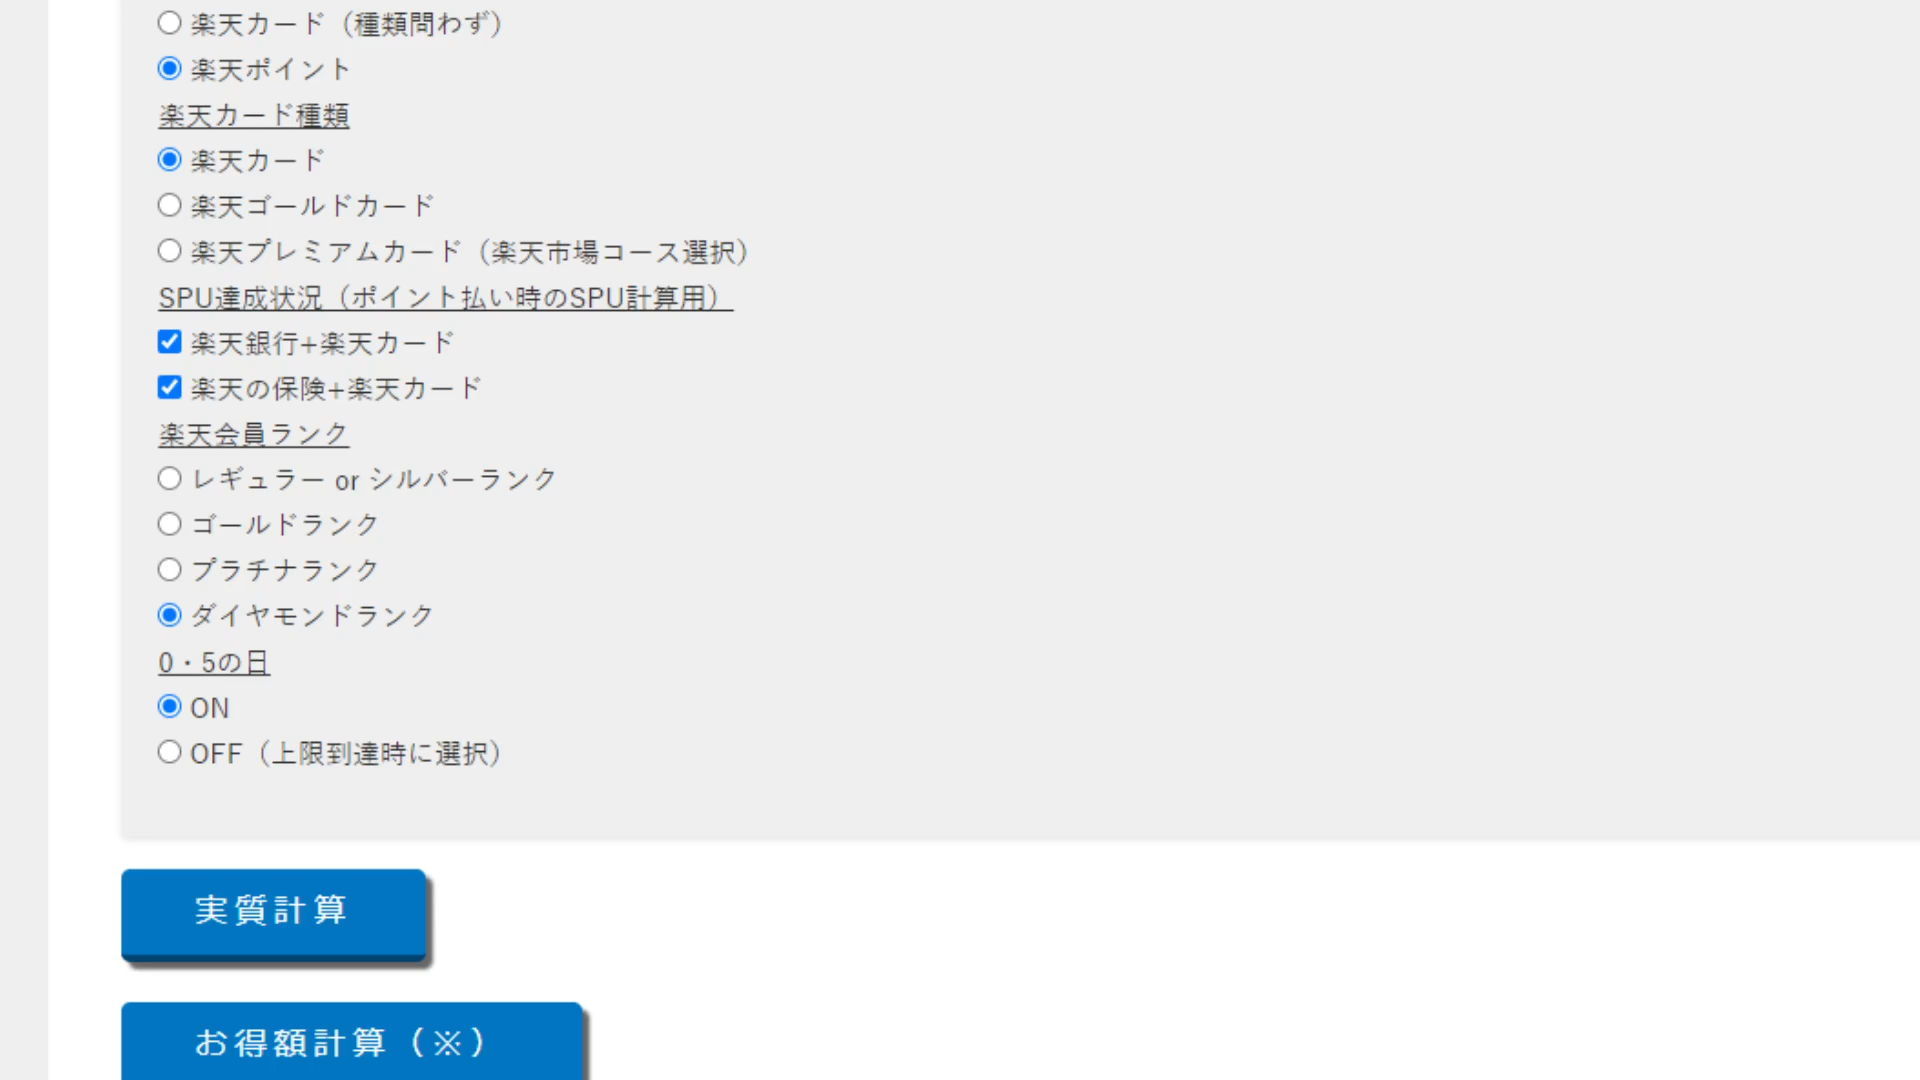 楽天カード（種類問わず）
楽天ポイント
楽天カード種類
楽天カード
楽天ゴールドカード
楽天プレミアムカード（楽天市場コース選択）
SPU達成状況（ポイント払い時のSPU計算用）
楽天銀行+楽天カード
楽天の保険+楽天カード
楽天会員ランク
レギュラー or シルバーランク
ゴールドランク
プラチナランク
ダイヤモンドランク
0・5の日
ON
OFF（上限到達時に選択）
実質計算
お得額計算（※）